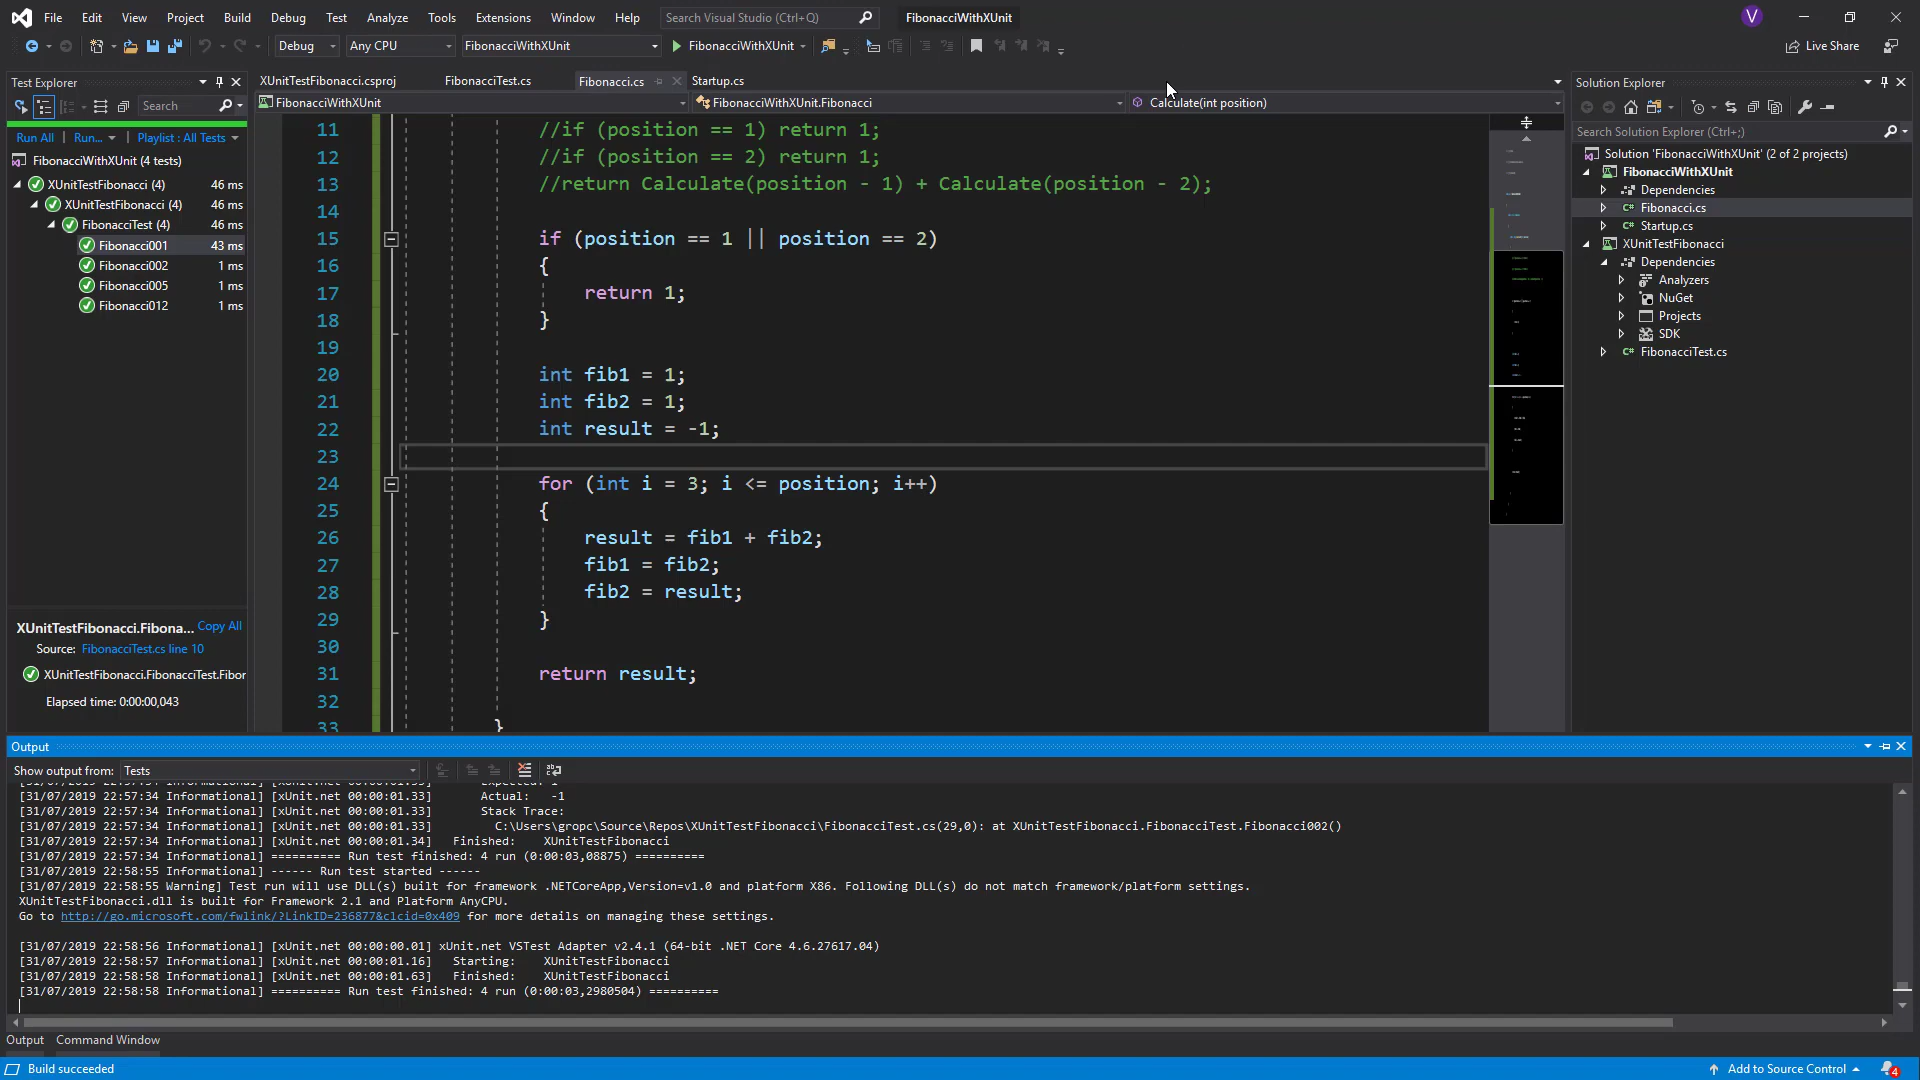 File Edit View Project Build Debug Test Analyze Tools Extensions Window Help Search Visual Studio (Ctrl+Q) FibonacciWithXUnit V
Debug Any CPU FibonacciWithXUnit FibonacciWithXUnit Live Share
Test Explorer
Search
Run All | Run... | Playlist : All Tests
FibonacciWithXUnit (4 tests)
XUnitTestFibonacci (4) 46 ms
XUnitTestFibonacci (4) 46 ms
FibonacciTest (4) 46 ms
Fibonacci001 43 ms
Fibonacci002 1 ms
Fibonacci005 1 ms
Fibonacci012 1 ms
XUnitTestFibonacci.Fibona... Copy All
Source: FibonacciTest.cs line 10
XUnitTestFibonacci.FibonacciTest.Fibor
Elapsed time: 0:00:00,043
XUnitTestFibonacci.csproj FibonacciTest.cs Fibonacci.cs Startup.cs
FibonacciWithXUnit FibonacciWithXUnit.Fibonacci Calculate(int position)
11 //if (position == 1) return 1;
12 //if (position == 2) return 1;
13 //return Calculate(position - 1) + Calculate(position - 2);
14
15 if (position == 1 || position == 2)
16 {
17 return 1;
18 }
19
20 int fib1 = 1;
21 int fib2 = 1;
22 int result = -1;
23
24 for (int i = 3; i <= position; i++)
25 {
26 result = fib1 + fib2;
27 fib1 = fib2;
28 fib2 = result;
29 }
30
31 return result;
32
33 }
Solution Explorer
Search Solution Explorer (Ctrl+;)
Solution 'FibonacciWithXUnit' (2 of 2 projects)
FibonacciWithXUnit
Dependencies
C# Fibonacci.cs
C# Startup.cs
XUnitTestFibonacci
Dependencies
Analyzers
NuGet
Projects
SDK
C# FibonacciTest.cs
Output
Show output from: Tests
[31/07/2019 22:57:34 Informational] [xUnit.net 00:00:01.33] Expected: 1
[31/07/2019 22:57:34 Informational] [xUnit.net 00:00:01.33] Actual: -1
[31/07/2019 22:57:34 Informational] [xUnit.net 00:00:01.33] Stack Trace:
[31/07/2019 22:57:34 Informational] [xUnit.net 00:00:01.33] C:\Users\gropc\Source\Repos\XUnitTestFibonacci\FibonacciTest.cs(29,0): at XUnitTestFibonacci.FibonacciTest.Fibonacci002()
[31/07/2019 22:57:34 Informational] [xUnit.net 00:00:01.34] Finished: XUnitTestFibonacci
[31/07/2019 22:57:34 Informational] ========== Run test finished: 4 run (0:00:03,08875) ==========
[31/07/2019 22:58:55 Informational] ------ Run test started ------
[31/07/2019 22:58:55 Warning] Test run will use DLL(s) built for framework .NETCoreApp,Version=v1.0 and platform X86. Following DLL(s) do not match framework/platform settings.
XUnitTestFibonacci.dll is built for Framework 2.1 and Platform AnyCPU.
Go to http://go.microsoft.com/fwlink/?LinkID=236877&clcid=0x409 for more details on managing these settings.
[31/07/2019 22:58:56 Informational] [xUnit.net 00:00:00.01] xUnit.net VSTest Adapter v2.4.1 (64-bit .NET Core 4.6.27617.04)
[31/07/2019 22:58:57 Informational] [xUnit.net 00:00:01.16] Starting: XUnitTestFibonacci
[31/07/2019 22:58:58 Informational] [xUnit.net 00:00:01.63] Finished: XUnitTestFibonacci
[31/07/2019 22:58:58 Informational] ========== Run test finished: 4 run (0:00:03,2980504) ==========
Output Command Window
Build succeeded Add to Source Control 4